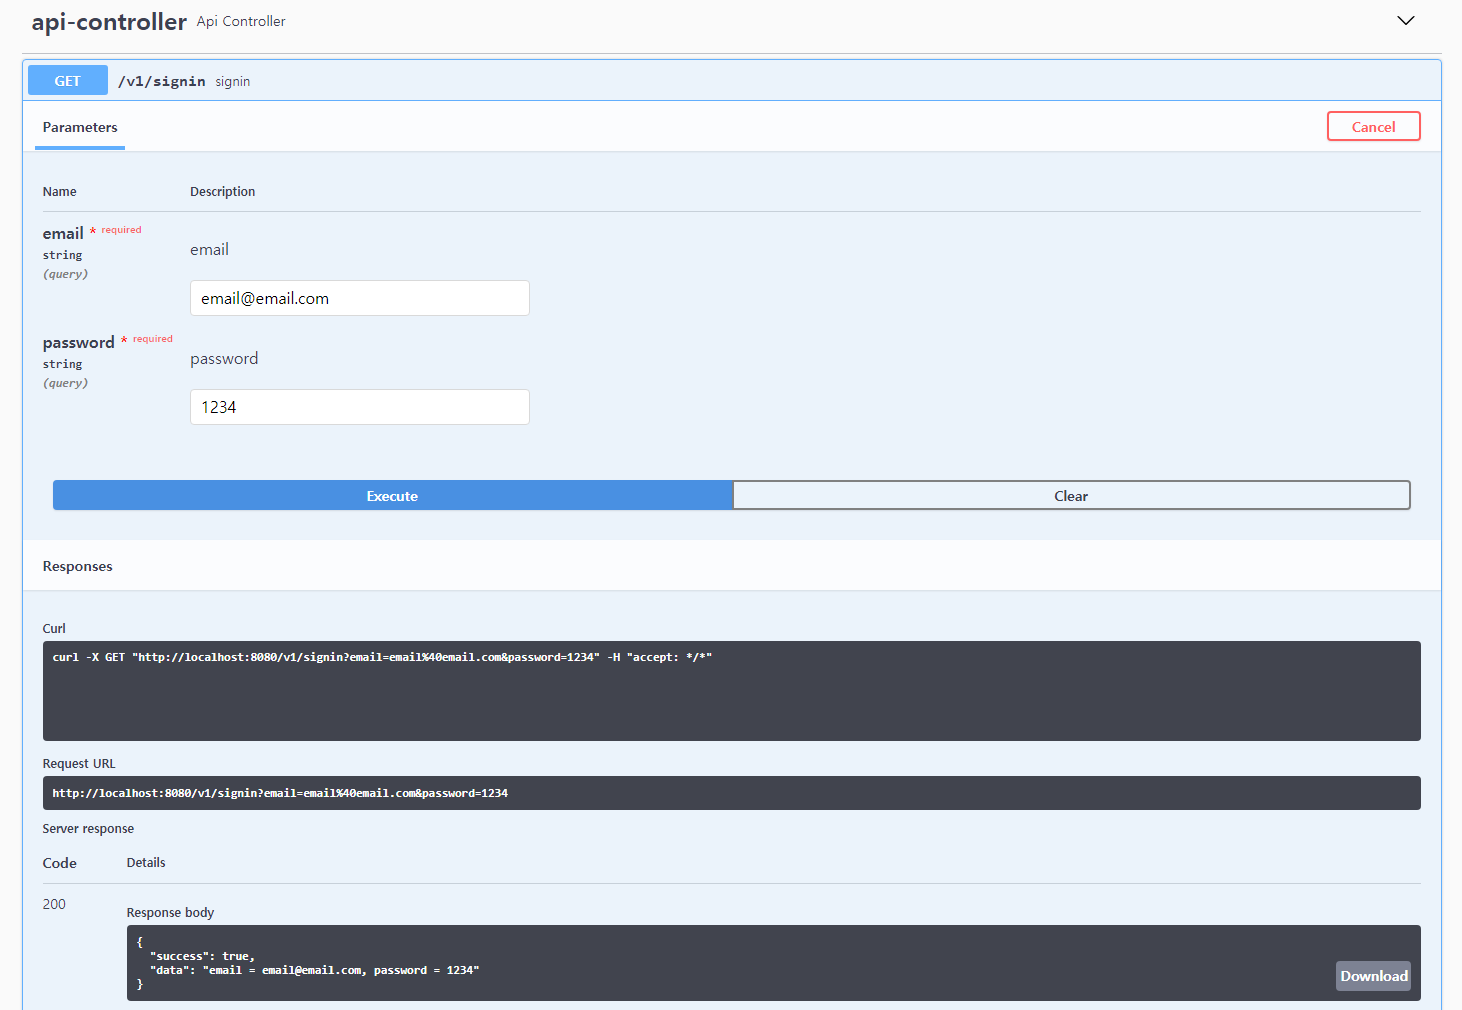 api-controller Api Controller
GET /v1/signin signin
Parameters Cancel
Name Description
email * required
string
(query)
email
email@email.com
password * required
string
(query)
password
1234
Execute Clear
Responses
Curl
curl -X GET "http://localhost:8080/v1/signin?email=email%40email.com&password=1234" -H "accept: */*"
Request URL
http://localhost:8080/v1/signin?email=email%40email.com&password=1234
Server response
Code Details
200
Response body
{
  "success": true,
  "data": "email = email@email.com, password = 1234"
}
Download